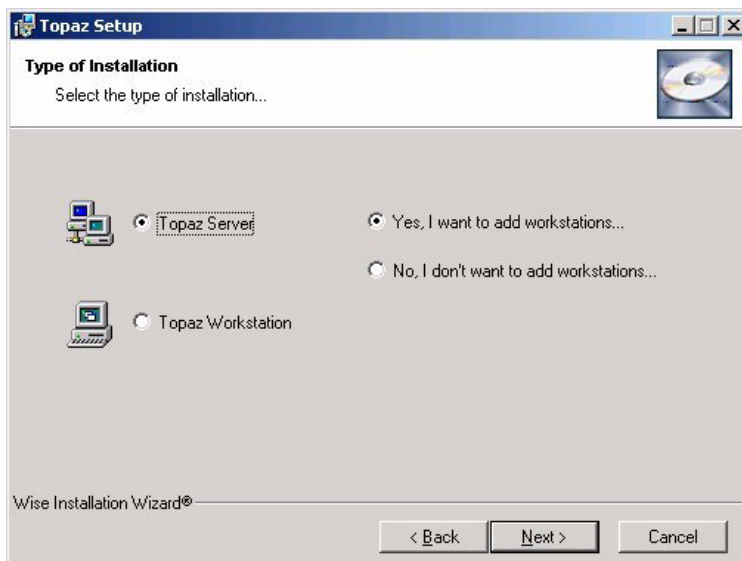 Topaz Setup
Type of Installation
Select the type of installation...
Topaz Server
Yes, I want to add workstations...
No, I don't want to add workstations...
Topaz Workstation
Wise Installation Wizard®
< Back
Next >
Cancel